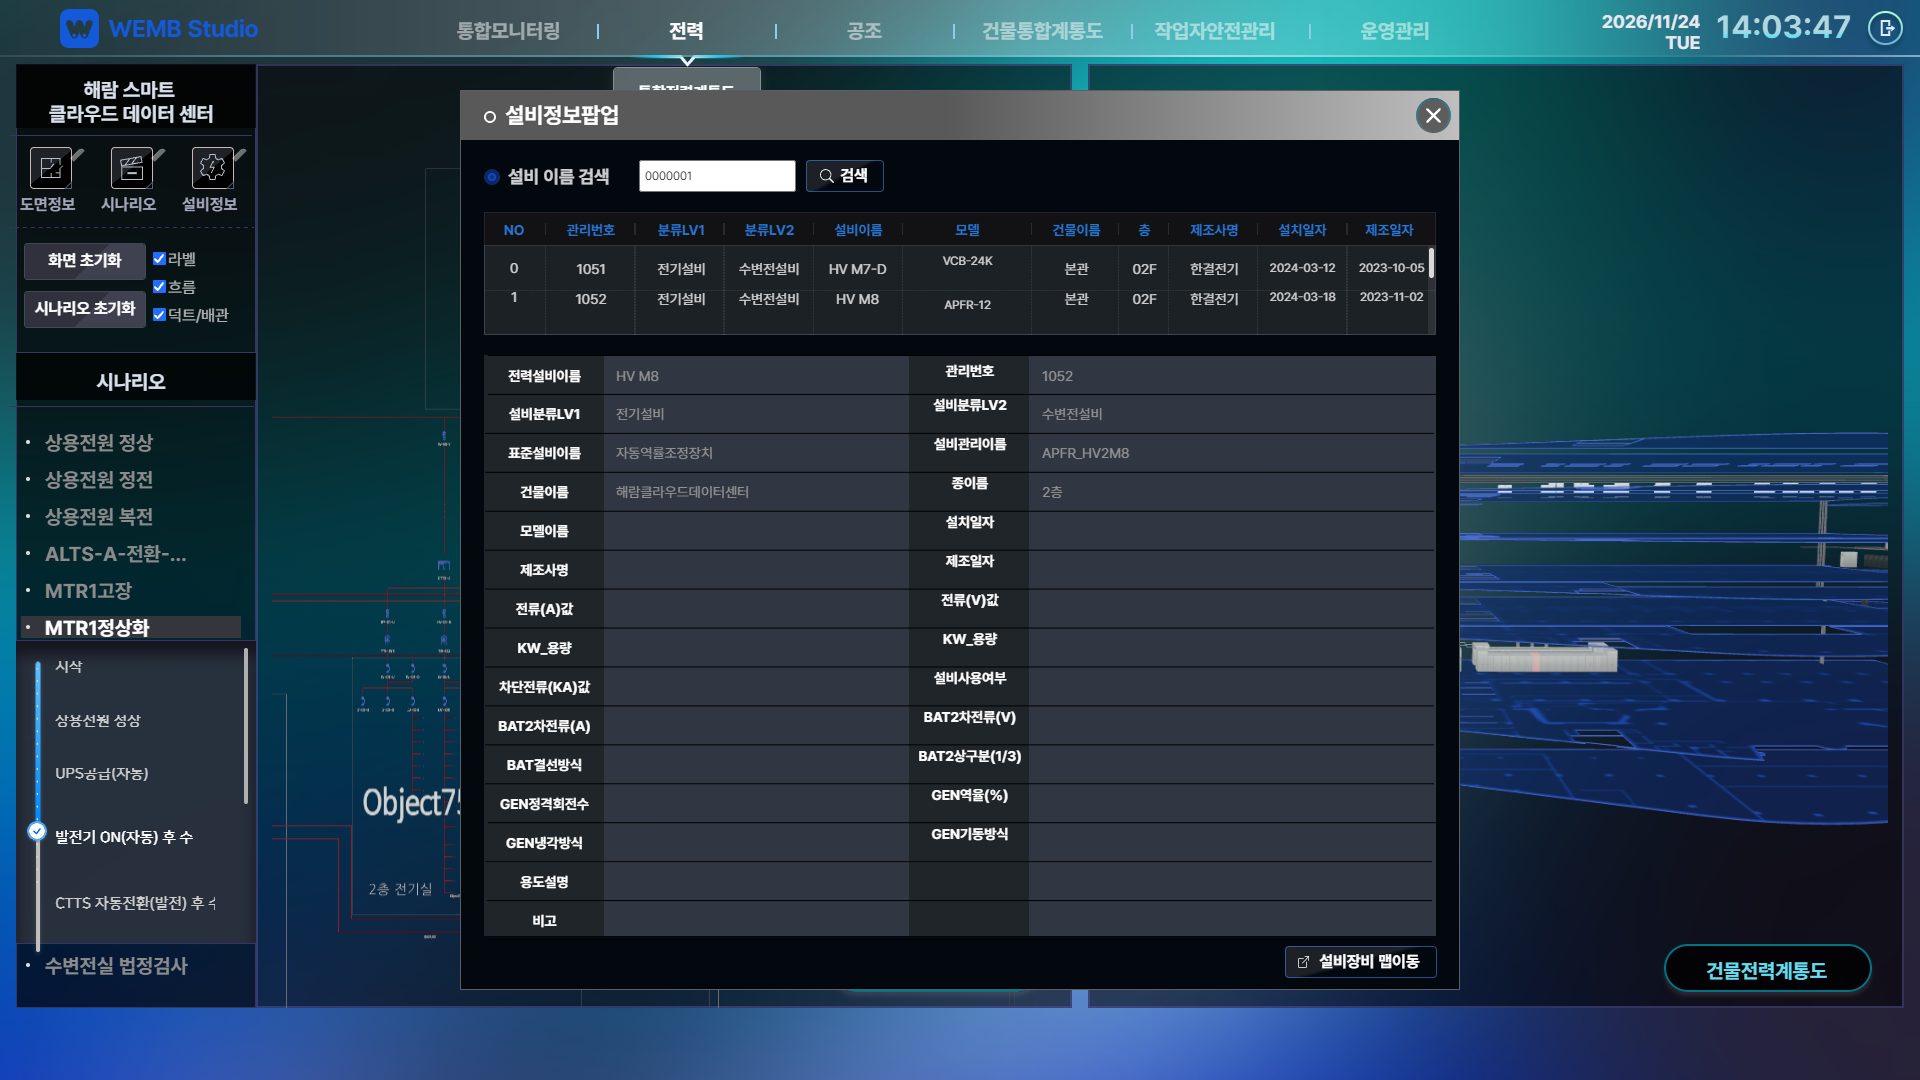 WEMB Studio
통합모니터링
전력
공조
건물통합계통도
작업자안전관리
운영관리
2026/11/24
TUE
14:03:47
해람 스마트
클라우드 데이터 센터
도면정보
시나리오
설비정보
화면 초기화
시나리오 초기화
라벨
흐름
덕트/배관
시나리오
상용전원 정상
상용전원 정전
상용전원 복전
ALTS-A-전환-...
MTR1고장
MTR1정상화
시작
상용전원 정상
UPS공급(자동)
발전기 ON(자동) 후 수
CTTS 자동전환(발전) 후 수
수변전실 법정검사
통합전력계통도
Object75
2층 전기실
설비정보팝업
설비 이름 검색
0000001
검색
NO 관리번호 분류LV1 분류LV2 설비이름 모델 건물이름 층 제조사명 설치일자 제조일자
0 1051 전기설비 수변전설비 HV M7-D VCB-24K 본관 02F 한결전기 2024-03-12 2023-10-05
1 1052 전기설비 수변전설비 HV M8 APFR-12 본관 02F 한결전기 2024-03-18 2023-11-02
전력설비이름 HV M8 관리번호 1052
설비분류LV1 전기설비 설비분류LV2 수변전설비
표준설비이름 자동역률조정장치 설비관리이름 APFR_HV2M8
건물이름 해람클라우드데이터센터 종이름 2층
모델이름 설치일자
제조사명 제조일자
전류(A)값 전류(V)값
KW_용량 KW_용량
차단전류(KA)값 설비사용여부
BAT2차전류(A) BAT2차전류(V)
BAT결선방식 BAT2상구분(1/3)
GEN정격회전수 GEN역율(%)
GEN냉각방식 GEN기동방식
용도설명
비고
설비장비 맵이동
건물전력계통도